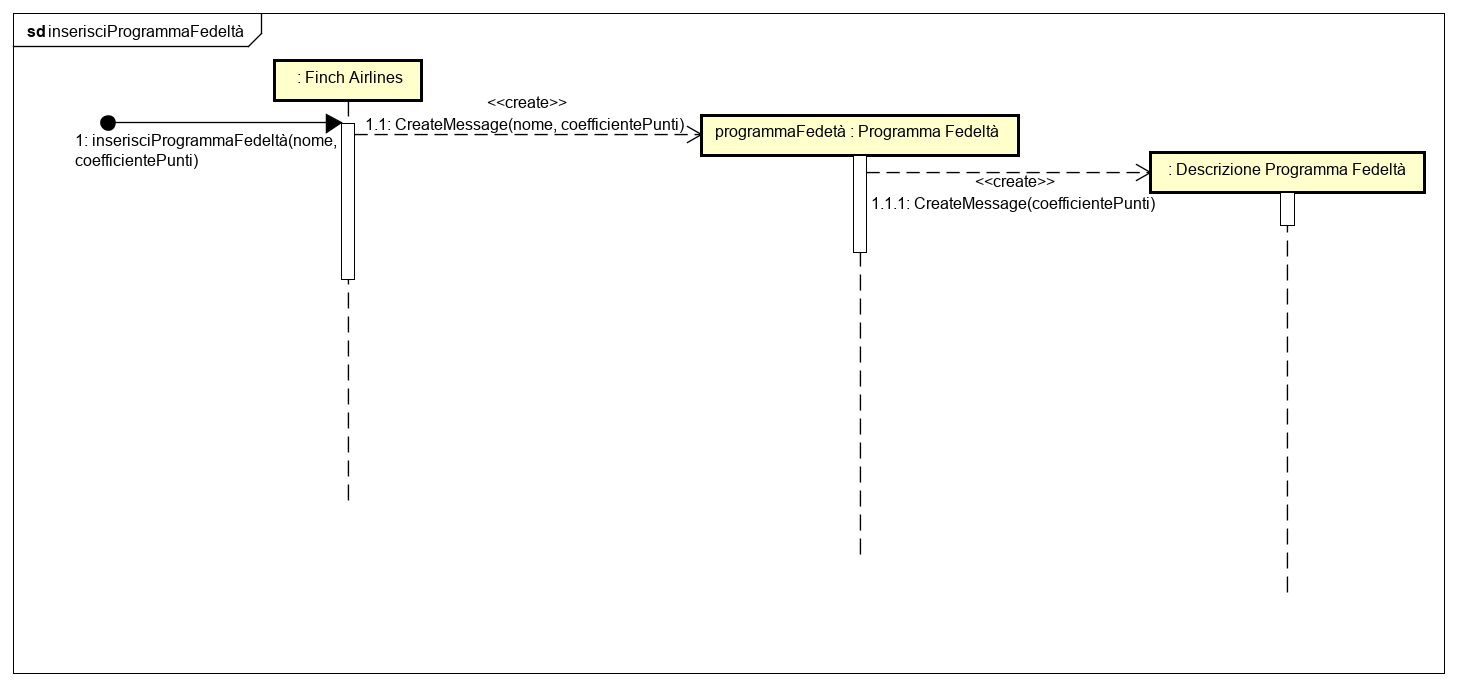 sd inserisciProgrammaFedeltà
: Finch Airlines
<<create>>
1.1: CreateMessage(nome, coefficientePunti)
programmaFedetà : Programma Fedeltà
1: inserisciProgrammaFedeltà(nome,
coefficientePunti)
: Descrizione Programma Fedeltà
<<create>>
1.1.1: CreateMessage(coefficientePunti)